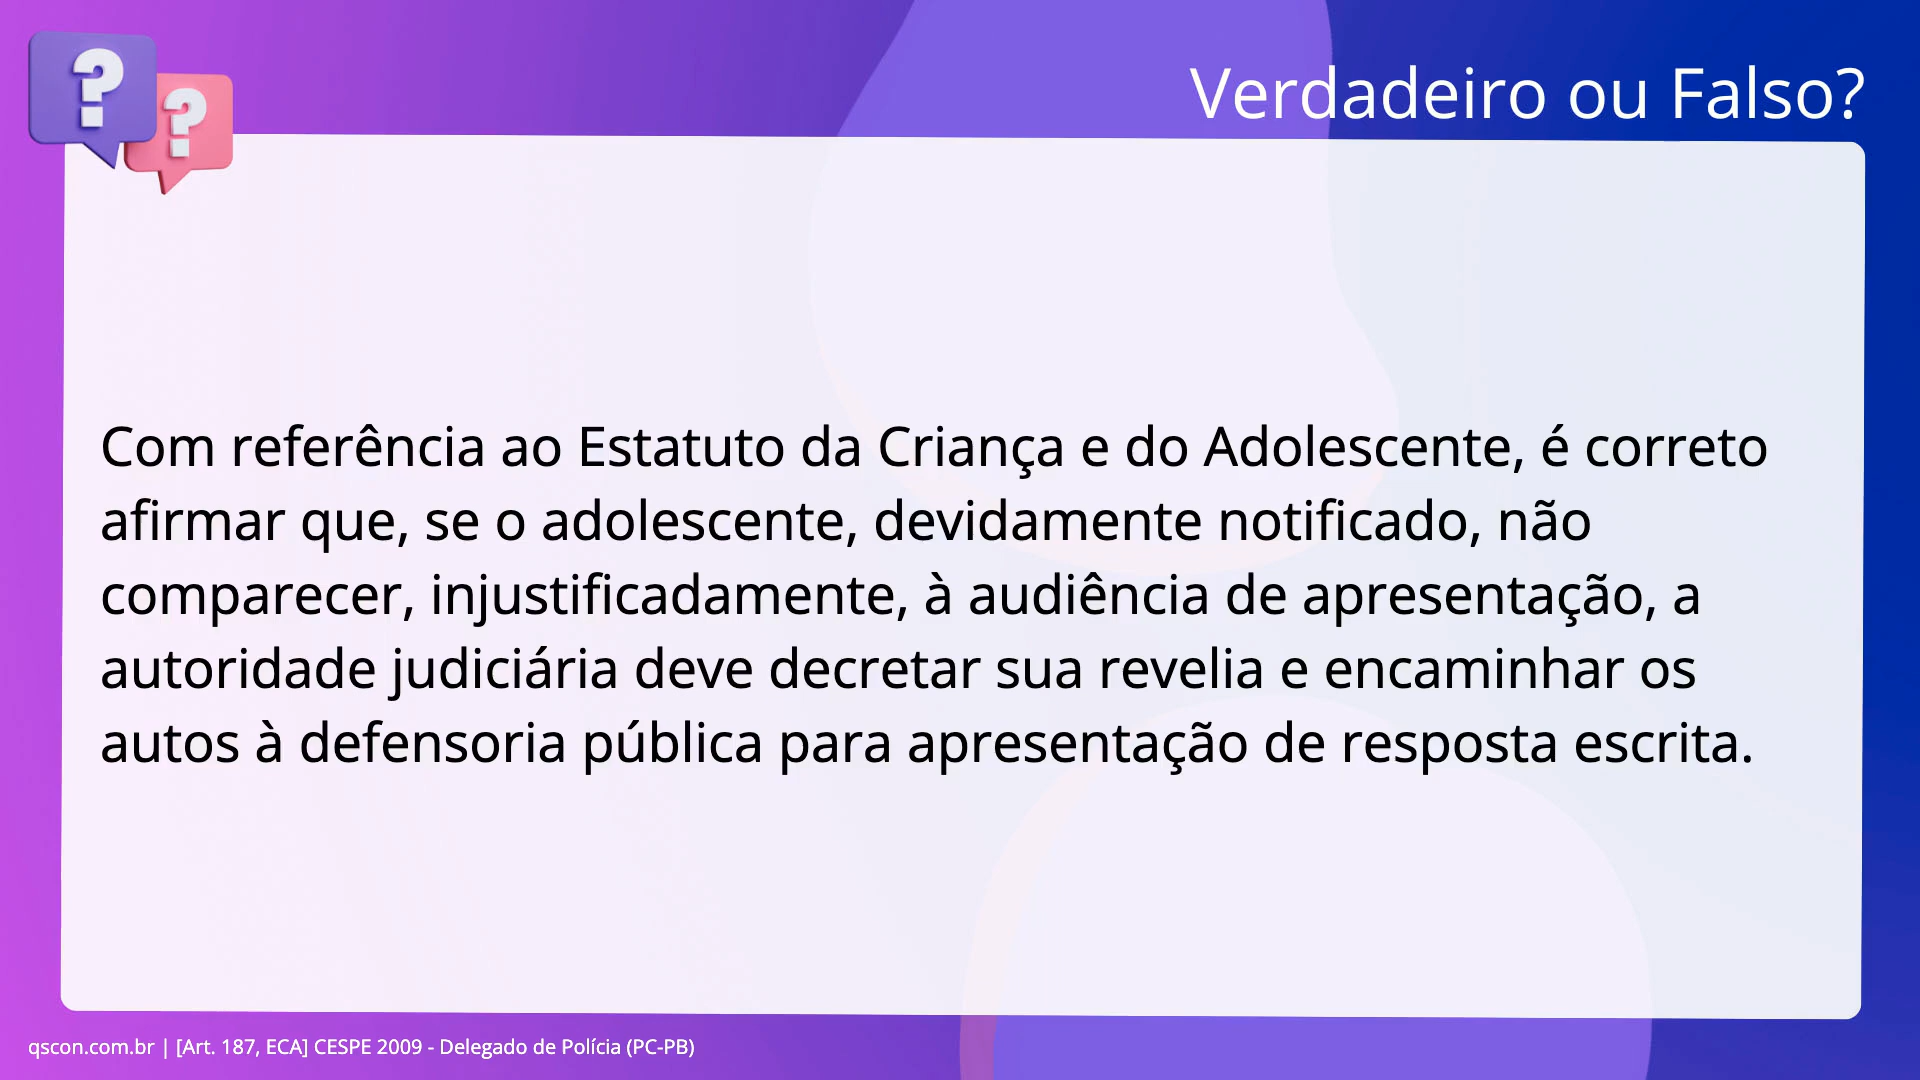 Verdadeiro ou Falso?
Com referência ao Estatuto da Criança e do Adolescente, é correto
afirmar que, se o adolescente, devidamente notificado, não
comparecer, injustificadamente, à audiência de apresentação, a
autoridade judiciária deve decretar sua revelia e encaminhar os
autos à defensoria pública para apresentação de resposta escrita.
qscon.com.br | [Art. 187, ECA] CESPE 2009 - Delegado de Polícia (PC-PB)